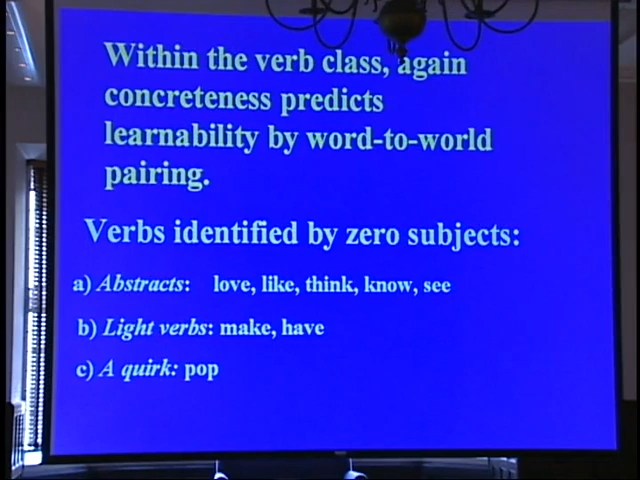 Within the verb class, again
concreteness predicts
learnability by word-to-world
pairing.
Verbs identified by zero subjects:
a) Abstracts: love, like, think, know, see
b) Light verbs: make, have
c) A quirk: pop